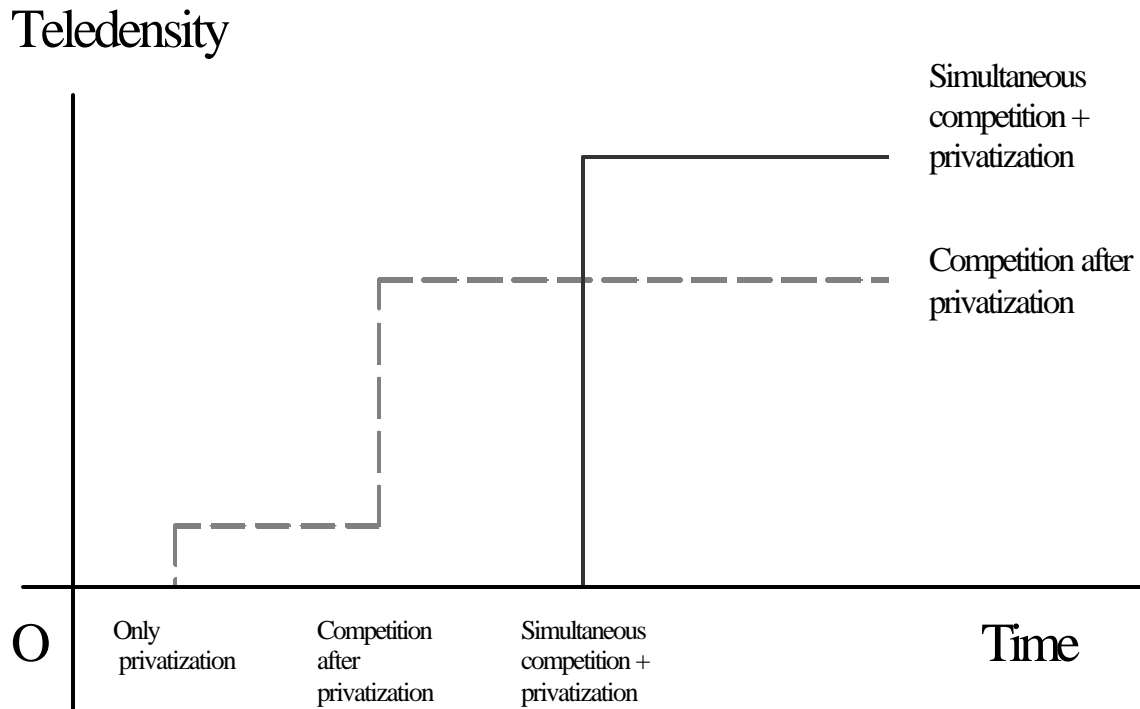 Teledensity
Simultaneous
competition +
privatization
Competition after
privatization
O
Only
privatization
Competition
after
privatization
Simultaneous
competition +
privatization
Time